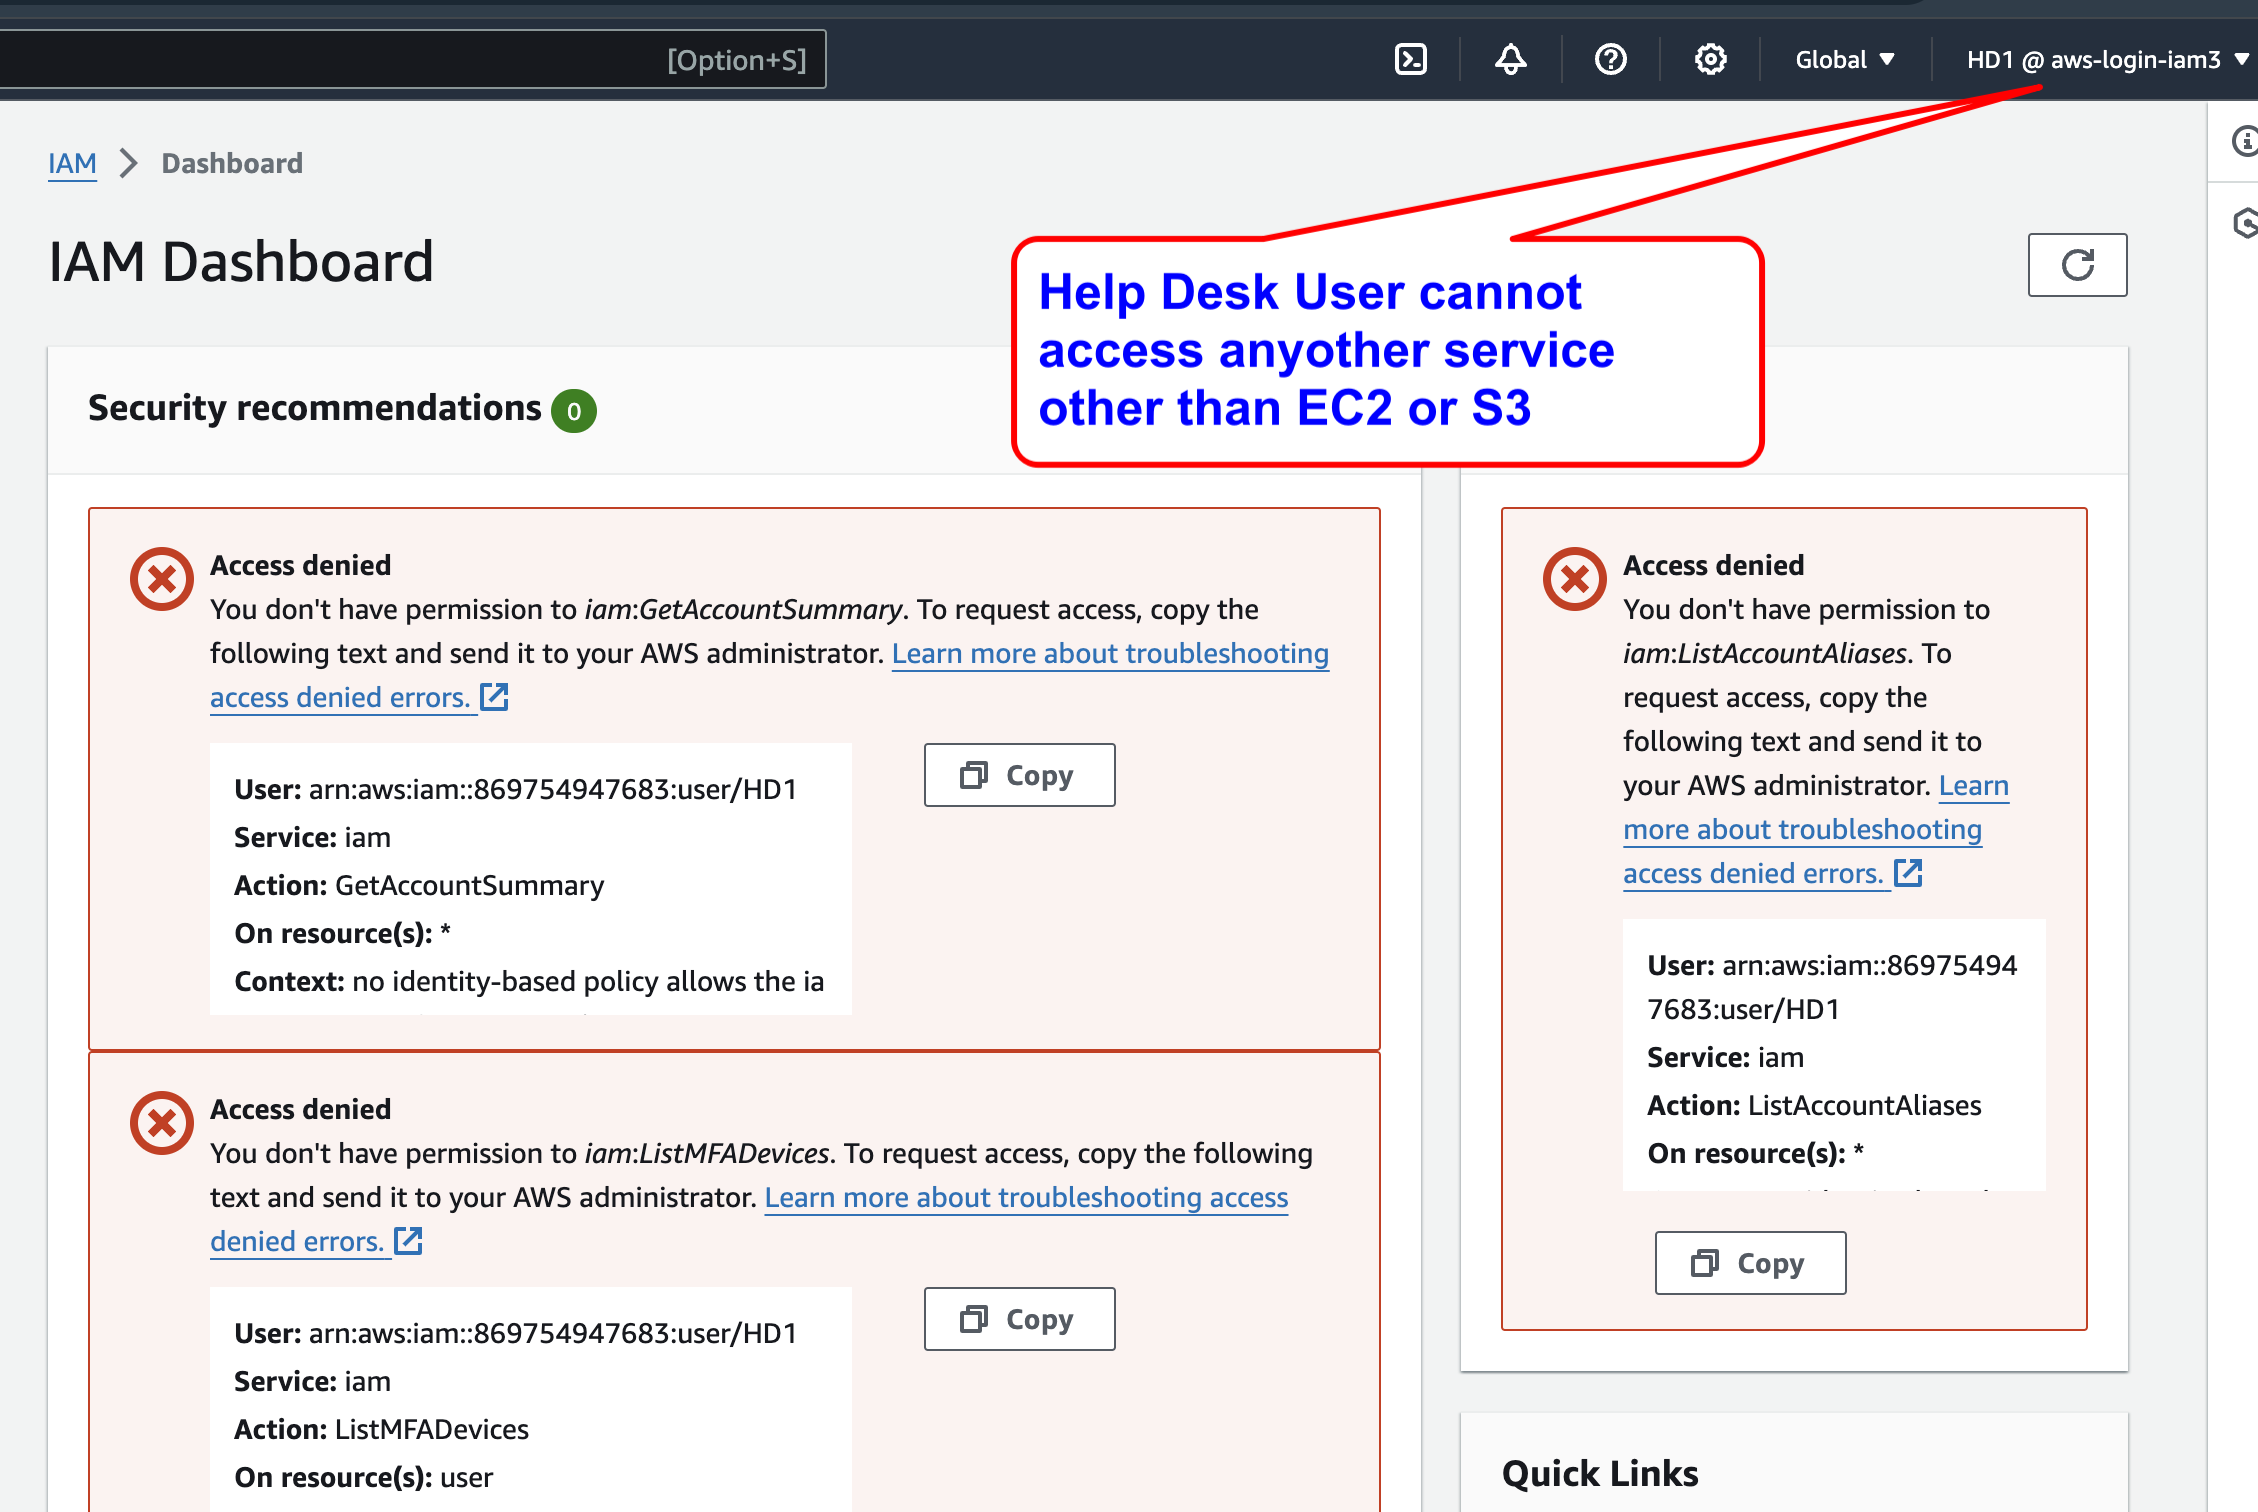 [Option+S]
Global
HD1 @ aws-login-iam3
IAM
Dashboard
IAM Dashboard
Help Desk User cannot
access anyother service
other than EC2 or S3
Security recommendations 0
Access denied
You don't have permission to iam:GetAccountSummary. To request access, copy the
following text and send it to your AWS administrator. Learn more about troubleshooting
access denied errors.
User: arn:aws:iam::869754947683:user/HD1
Service: iam
Action: GetAccountSummary
On resource(s): *
Context: no identity-based policy allows the ia
Copy
Access denied
You don't have permission to iam:ListMFADevices. To request access, copy the following
text and send it to your AWS administrator. Learn more about troubleshooting access
denied errors.
User: arn:aws:iam::869754947683:user/HD1
Service: iam
Action: ListMFADevices
On resource(s): user
Copy
Access denied
You don't have permission to
iam:ListAccountAliases. To
request access, copy the
following text and send it to
your AWS administrator. Learn
more about troubleshooting
access denied errors.
User: arn:aws:iam::86975494
7683:user/HD1
Service: iam
Action: ListAccountAliases
On resource(s): *
Copy
Quick Links